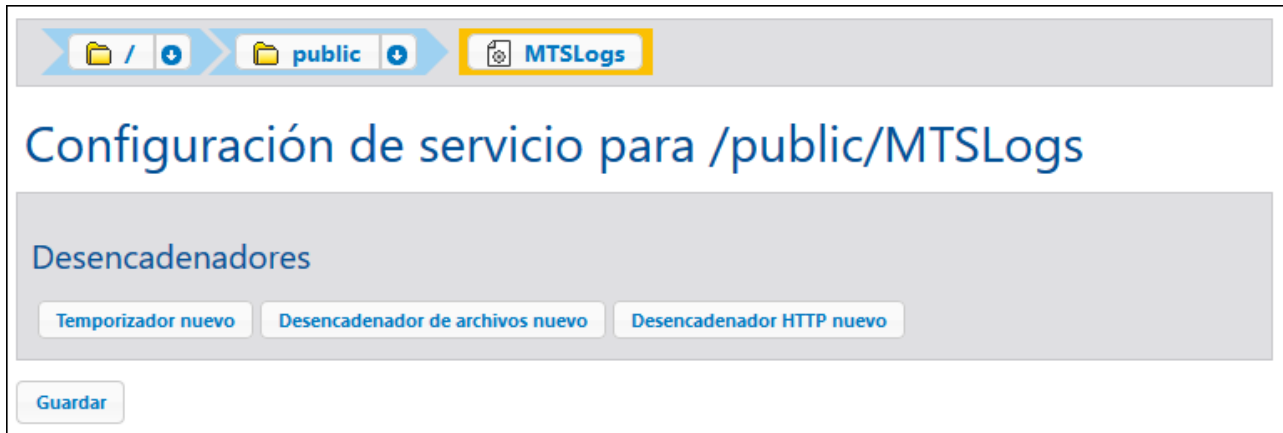 / public MTSLogs
Configuración de servicio para /public/MTSLogs
Desencadenadores
Temporizador nuevo Desencadenador de archivos nuevo Desencadenador HTTP nuevo
Guardar